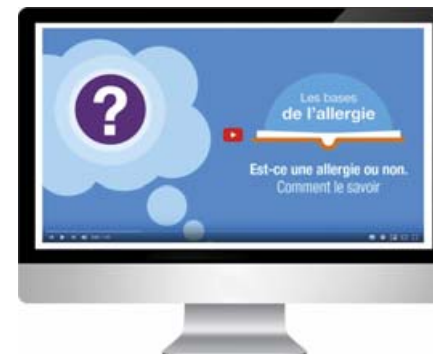 ?
Les bases
de l'allergie
Est-ce une allergie ou non.
Comment le savoir